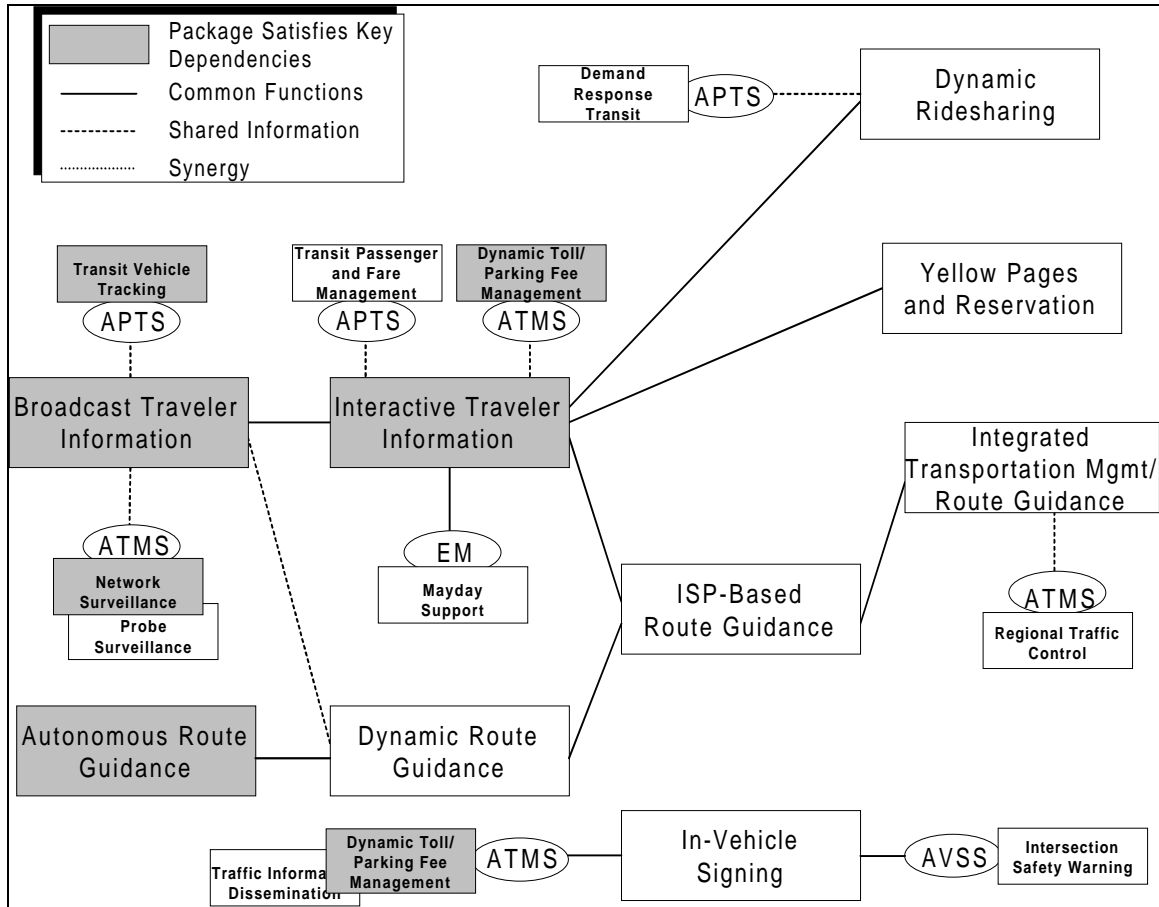 Package Satisfies Key
Dependencies
Common Functions
Shared Information
Synergy
Demand
Response
Transit
APTS
Dynamic
Ridesharing
Transit Vehicle
Tracking
APTS
Transit Passenger
and Fare
Management
APTS
Dynamic Toll/
Parking Fee
Management
ATMS
Yellow Pages
and Reservation
Broadcast Traveler
Information
Interactive Traveler
Information
Integrated
Transportation Mgmt/
Route Guidance
ATMS
Network
Surveillance
Probe
Surveillance
EM
Mayday
Support
ISP-Based
Route Guidance
ATMS
Regional Traffic
Control
Autonomous Route
Guidance
Dynamic Route
Guidance
Traffic Informa
Dissemination
Dynamic Toll/
Parking Fee
Management
ATMS
In-Vehicle
Signing
AVSS
Intersection
Safety Warning